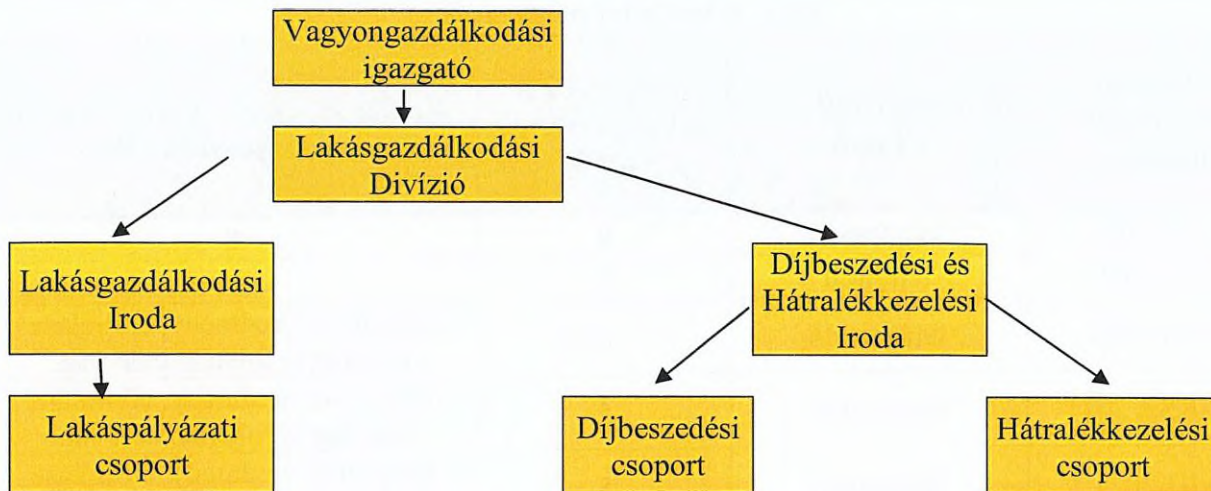 Vagyongazdálkodási
igazgató
Lakásgazdálkodási
Divízió
Lakásgazdálkodási
Iroda
Díjbeszedési és
Hátralékkezelési
Iroda
Lakáspályázati
csoport
Díjbeszedési
csoport
Hátralékkezelési
csoport